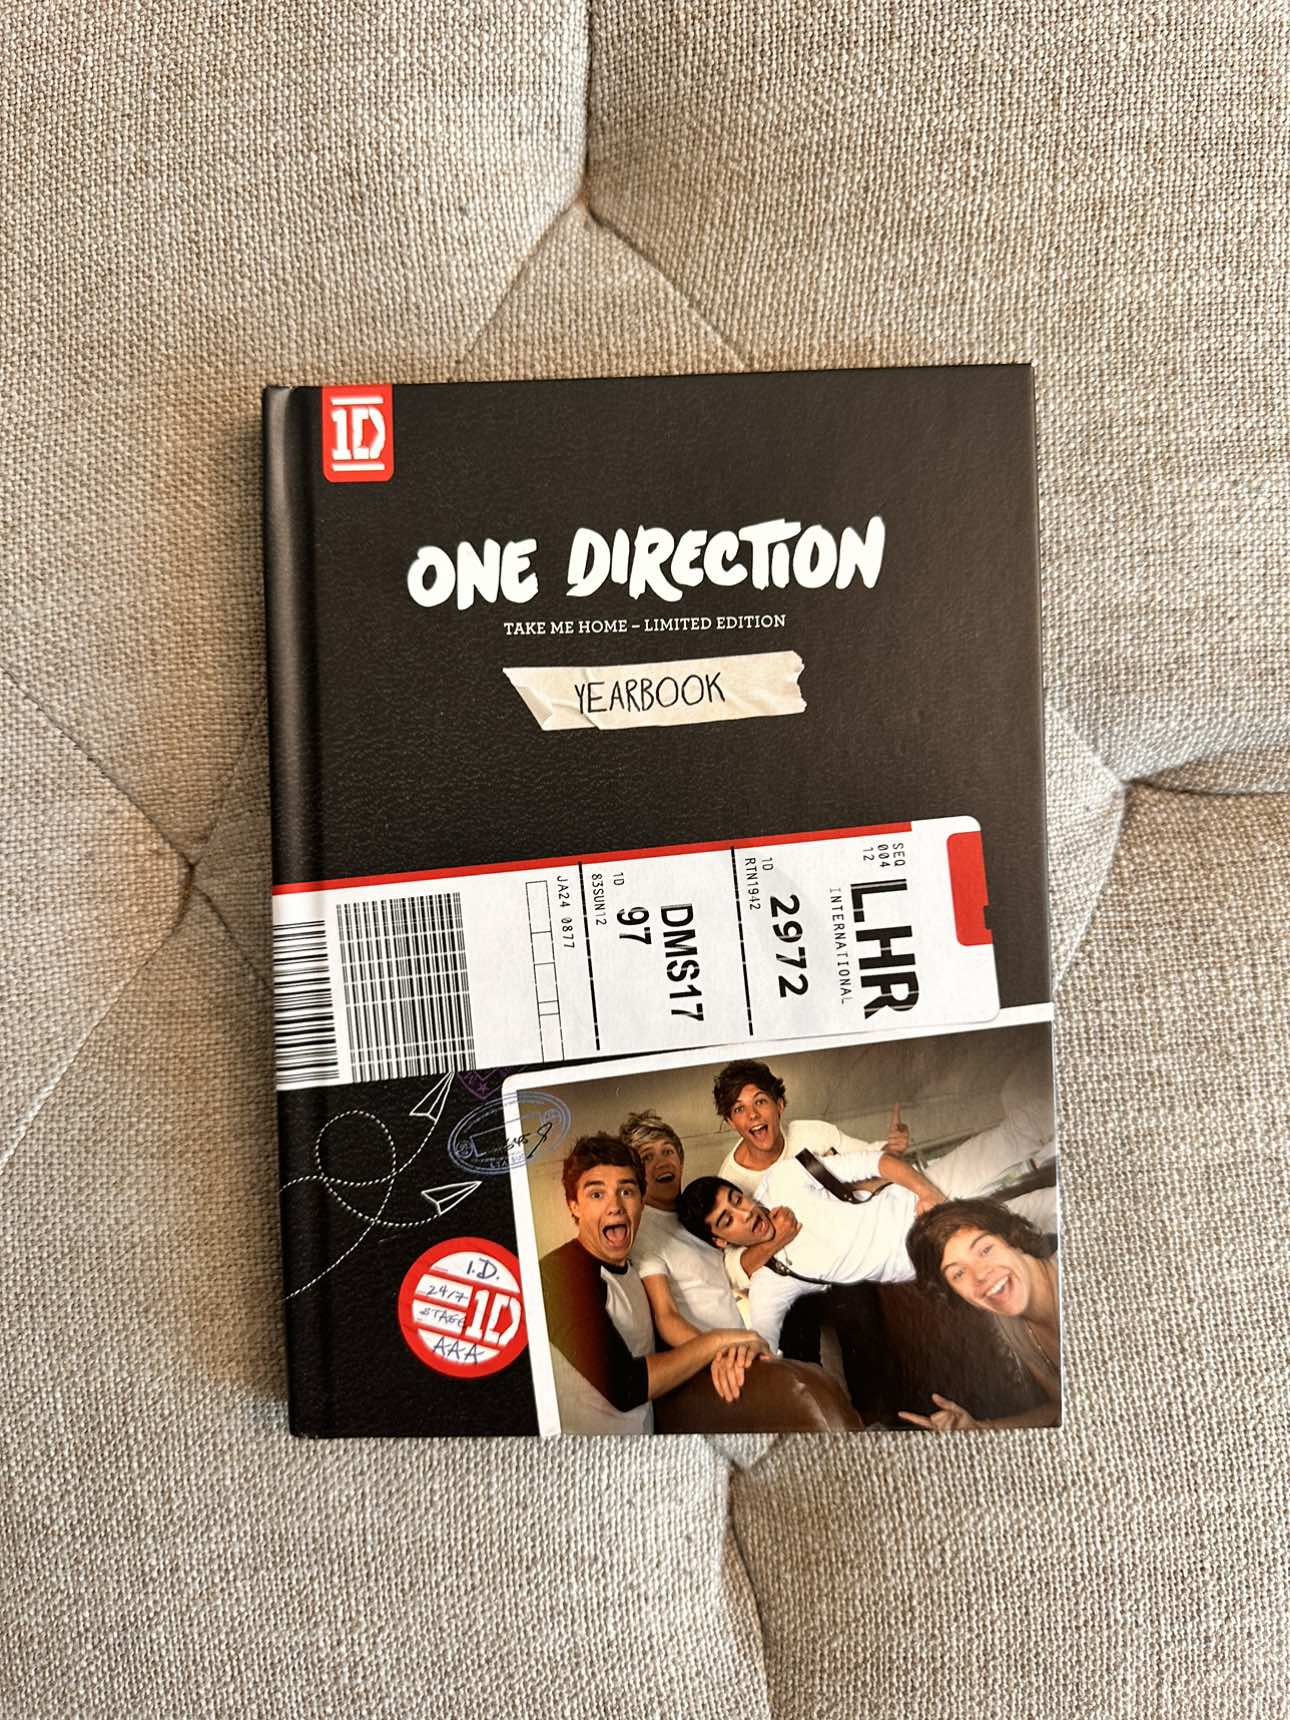 1D
ONE DIRECTION
TAKE ME HOME – LIMITED EDITION
YEARBOOK
SEQ
004
12
LHR
INTERNATIONAL
1D
RTN1942
2972
DMS17
1D
97
83SUN12
JA24 0877
1.D.
24/7
STAGE
1D
AAA